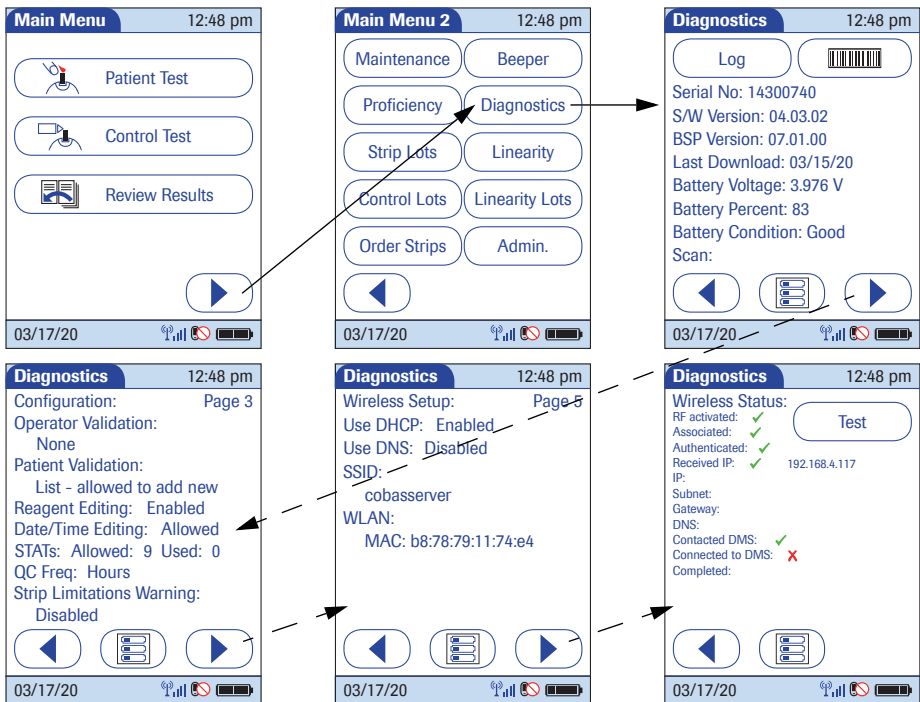 Main Menu 12:48 pm
Patient Test
Control Test
Review Results
03/17/20
Main Menu 2 12:48 pm
Maintenance Beeper
Proficiency Diagnostics
Strip Lots Linearity
Control Lots Linearity Lots
Order Strips Admin.
03/17/20
Diagnostics 12:48 pm
Log
Serial No: 14300740
S/W Version: 04.03.02
BSP Version: 07.01.00
Last Download: 03/15/20
Battery Voltage: 3.976 V
Battery Percent: 83
Battery Condition: Good
Scan:
03/17/20
Diagnostics 12:48 pm
Configuration: Page 3
Operator Validation:
None
Patient Validation:
List - allowed to add new
Reagent Editing: Enabled
Date/Time Editing: Allowed
STATs: Allowed: 9 Used: 0
QC Freq: Hours
Strip Limitations Warning:
Disabled
03/17/20
Diagnostics 12:48 pm
Wireless Setup: Page 5
Use DHCP: Enabled
Use DNS: Disabled
SSID:
cobasserver
WLAN:
MAC: b8:78:79:11:74:e4
03/17/20
Diagnostics 12:48 pm
Wireless Status:
Test
RF activated: ✓
Associated: ✓
Authenticated: ✓
Received IP: ✓ 192.168.4.117
IP:
Subnet:
Gateway:
DNS:
Contacted DMS: ✓
Connected to DMS: ✗
Completed:
03/17/20